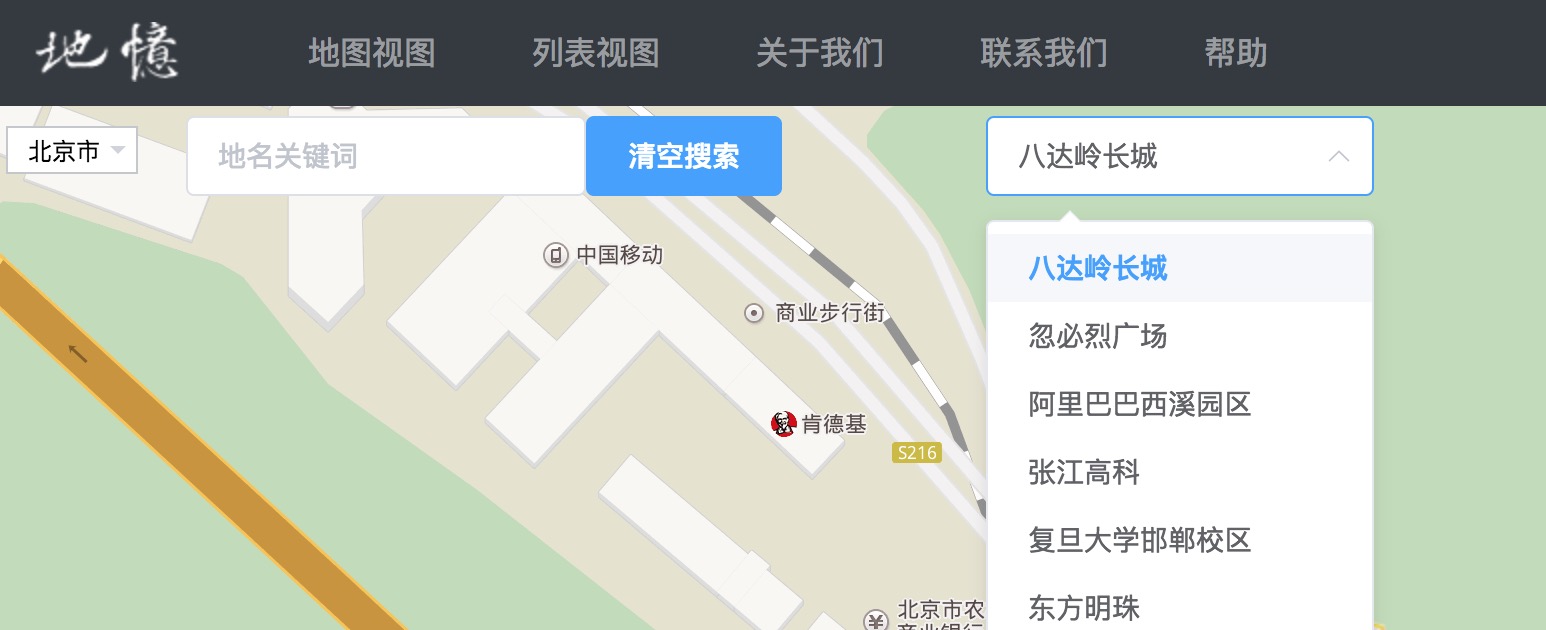 地憶
地图视图
列表视图
关于我们
联系我们
帮助
北京市
地名关键词
清空搜索
八达岭长城
八达岭长城
忽必烈广场
阿里巴巴西溪园区
张江高科
复旦大学邯郸校区
东方明珠
中国移动
商业步行街
肯德基
S216
北京市农
商业银行